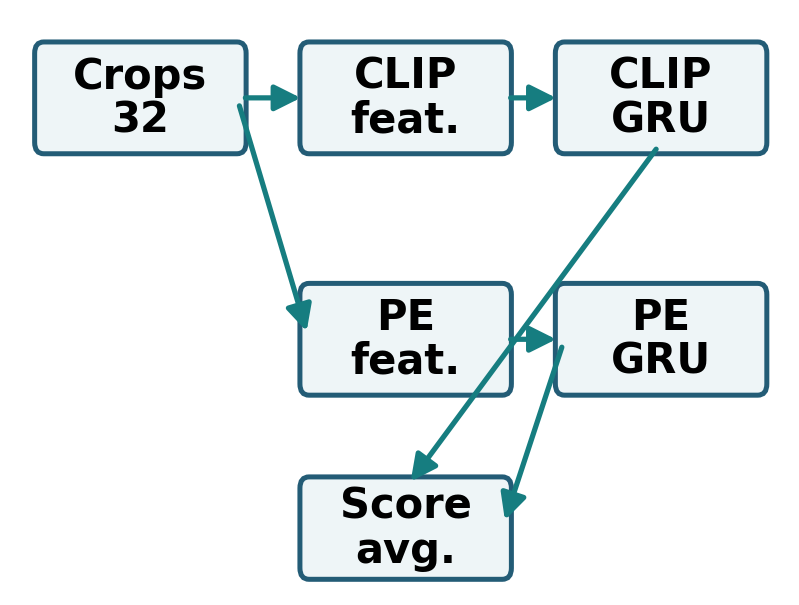 Crops
32
CLIP
feat.
CLIP
GRU
PE
feat.
PE
GRU
Score
avg.